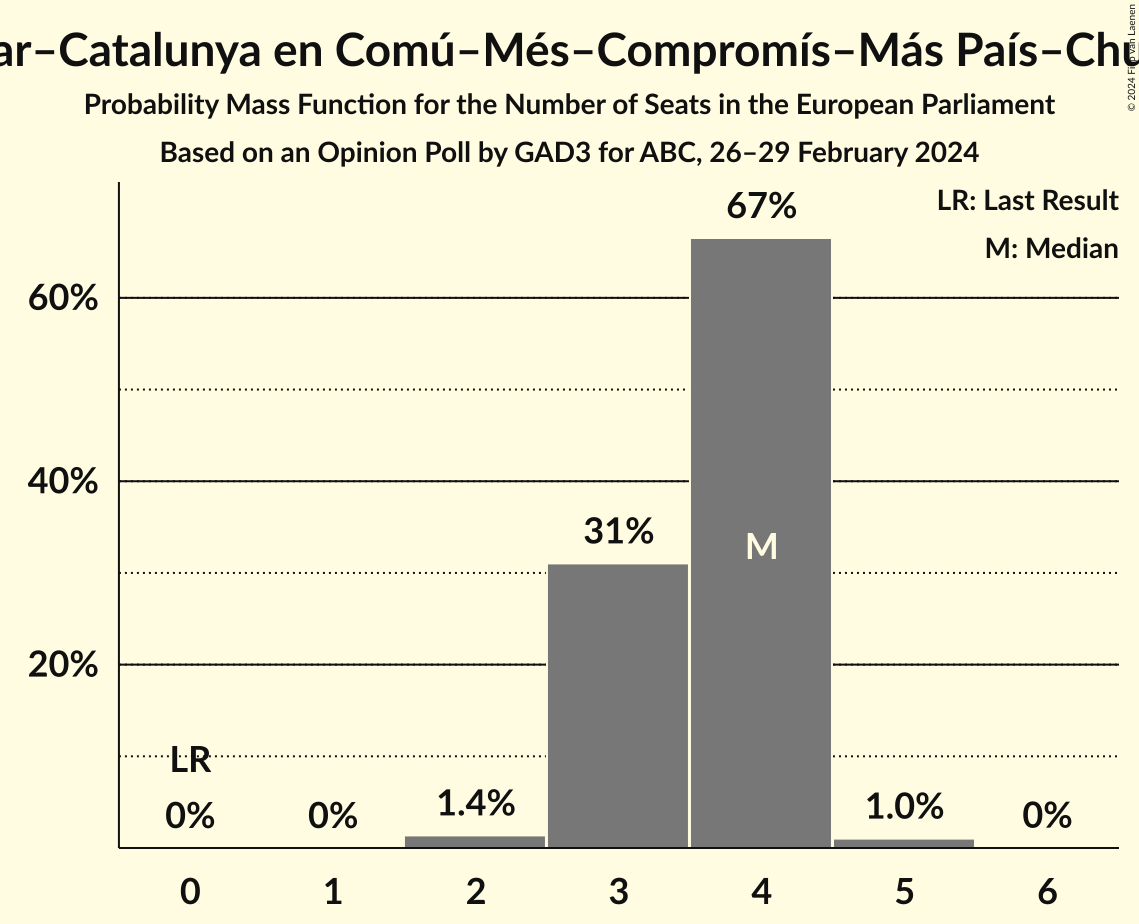 ar–Catalunya en Comú–Més–Compromís–Más País–Chu
Probability Mass Function for the Number of Seats in the European Parliament
Based on an Opinion Poll by GAD3 for ABC, 26–29 February 2024
© 2024 Filip van Laenen
LR: Last Result
M: Median
67%
60%
40%
31%
M
20%
LR
0%
0%
1.4%
1.0%
0%
0
1
2
3
4
5
6